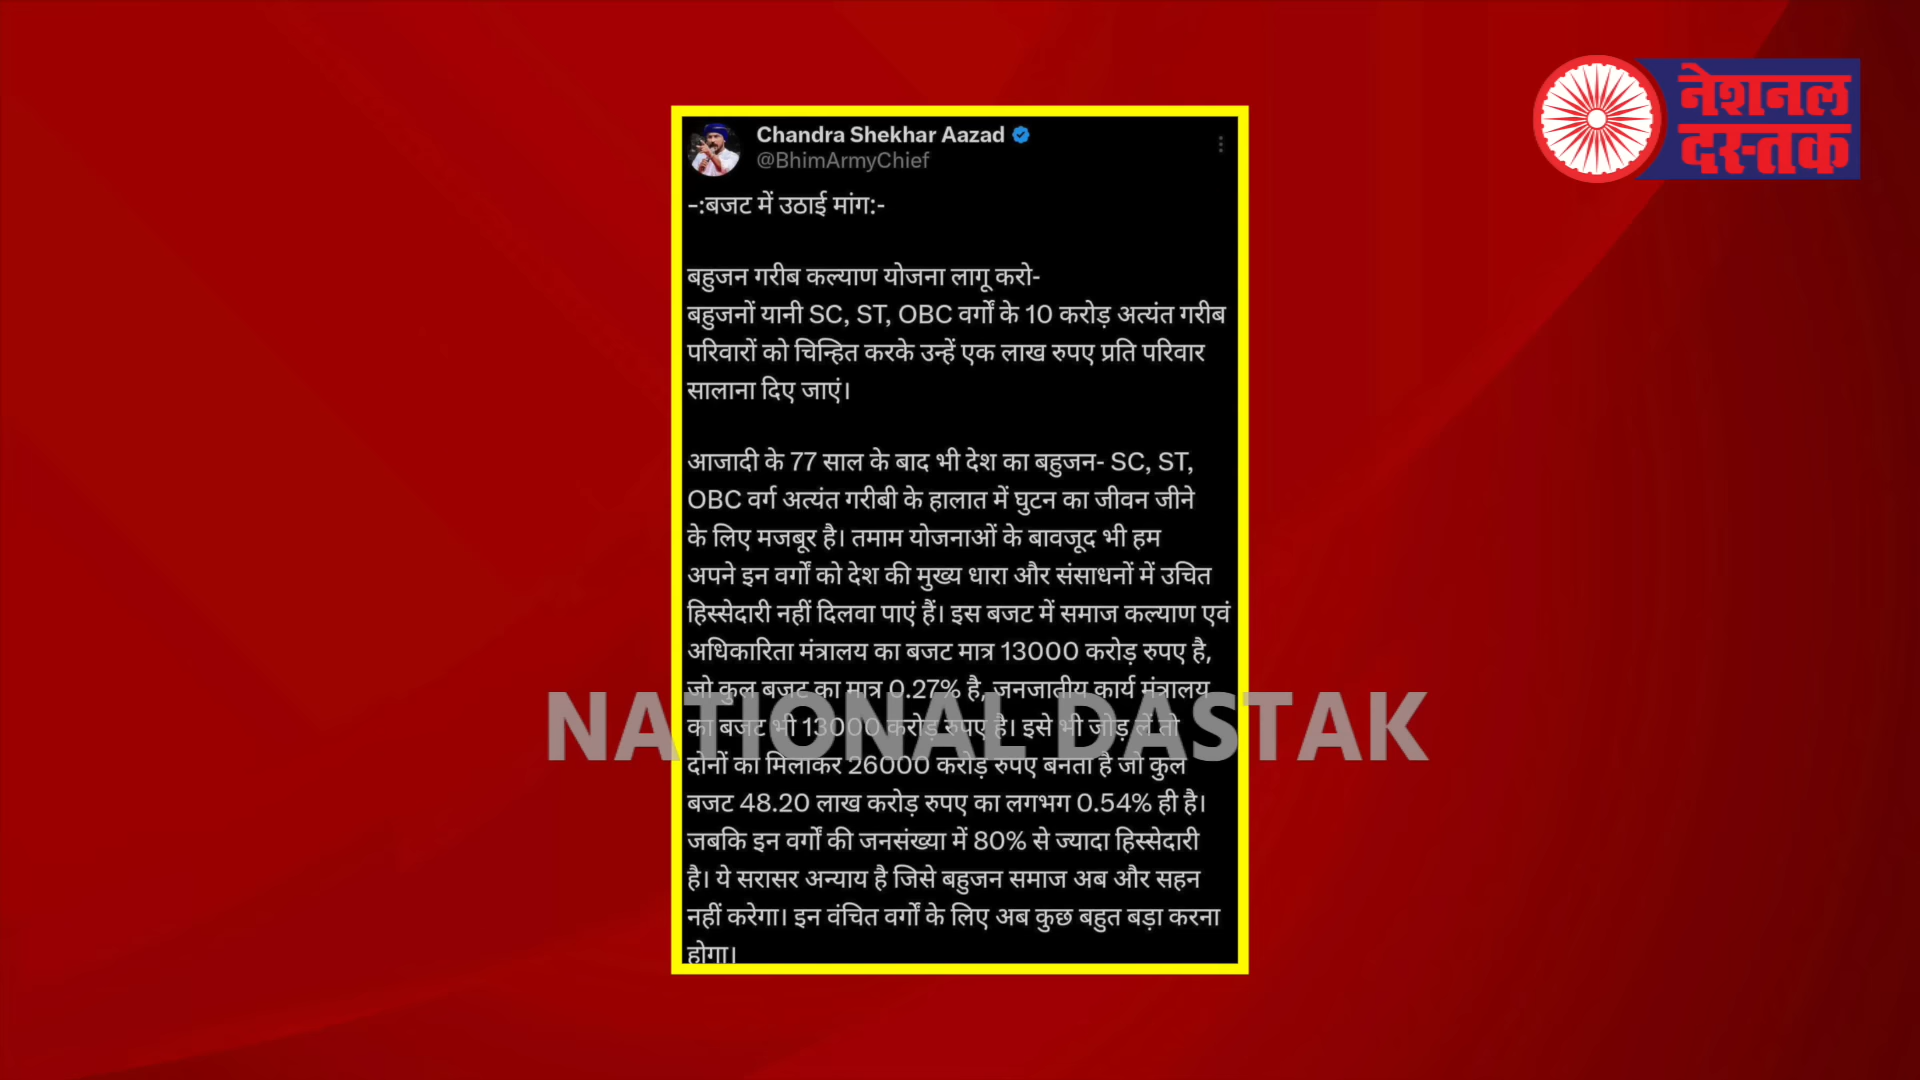 नेशनल
दस्तक
Chandra Shekhar Aazad
@BhimArmyChief
-:बजट में उठाई मांग:-
बहुजन गरीब कल्याण योजना लागू करो-
बहुजनों यानी SC, ST, OBC वर्गों के 10 करोड़ अत्यंत गरीब
परिवारों को चिन्हित करके उन्हें एक लाख रुपए प्रति परिवार
सालाना दिए जाएं।
आजादी के 77 साल के बाद भी देश का बहुजन- SC, ST,
OBC वर्ग अत्यंत गरीबी के हालात में घुटन का जीवन जीने
के लिए मजबूर है। तमाम योजनाओं के बावजूद भी हम
अपने इन वर्गों को देश की मुख्य धारा और संसाधनों में उचित
हिस्सेदारी नहीं दिलवा पाएं हैं। इस बजट में समाज कल्याण एवं
अधिकारिता मंत्रालय का बजट मात्र 13000 करोड़ रुपए है,
जो कुल बजट का मात्र 0.27% है, जनजातीय कार्य मंत्रालय
का बजट भी 13000 करोड़ रुपए है। इसे भी जोड़ लें तो
दोनों का मिलाकर 26000 करोड़ रुपए बनता है जो कुल
बजट 48.20 लाख करोड़ रुपए का लगभग 0.54% ही है।
जबकि इन वर्गों की जनसंख्या में 80% से ज्यादा हिस्सेदारी
है। ये सरासर अन्याय है जिसे बहुजन समाज अब और सहन
नहीं करेगा। इन वंचित वर्गों के लिए अब कुछ बहुत बड़ा करना
होगा।
NATIONAL DASTAK